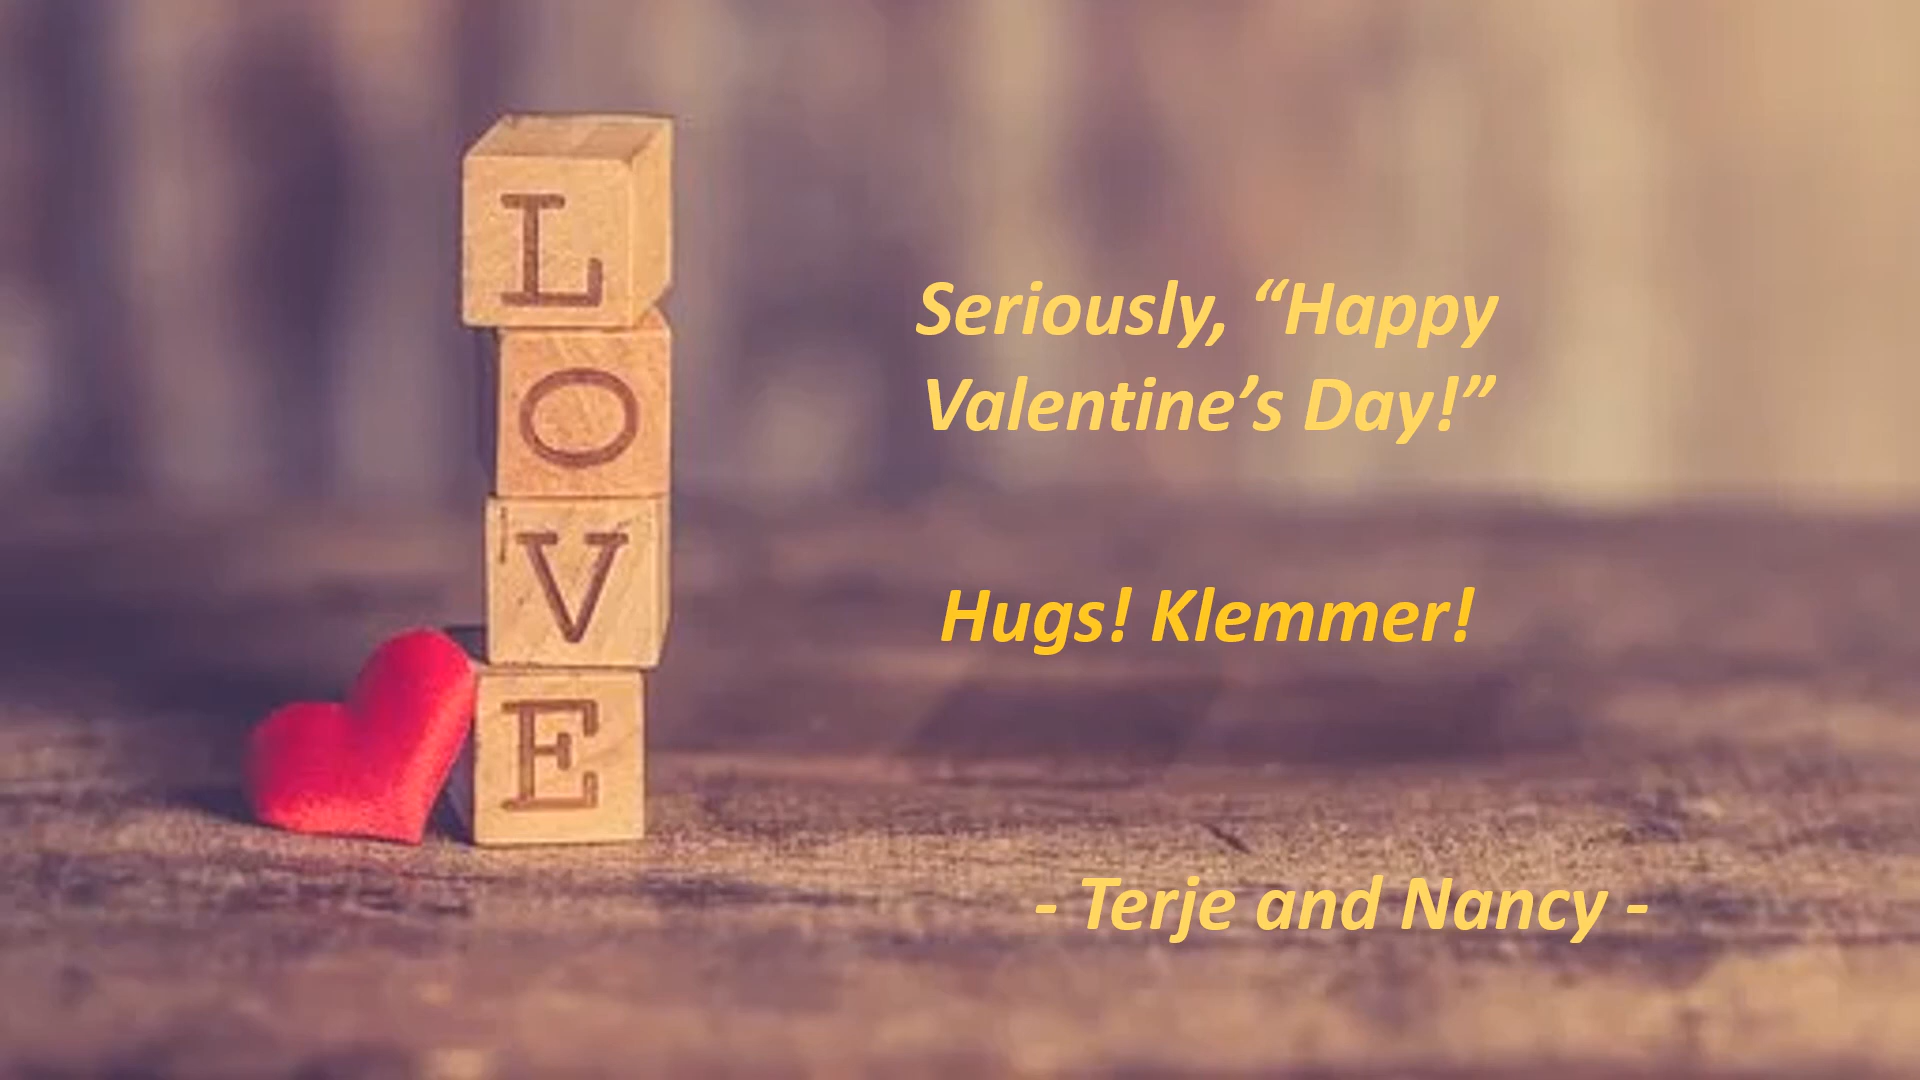 L
O
V
E
Seriously, “Happy
Valentine’s Day!”
Hugs! Klemmer!
- Terje and Nancy -